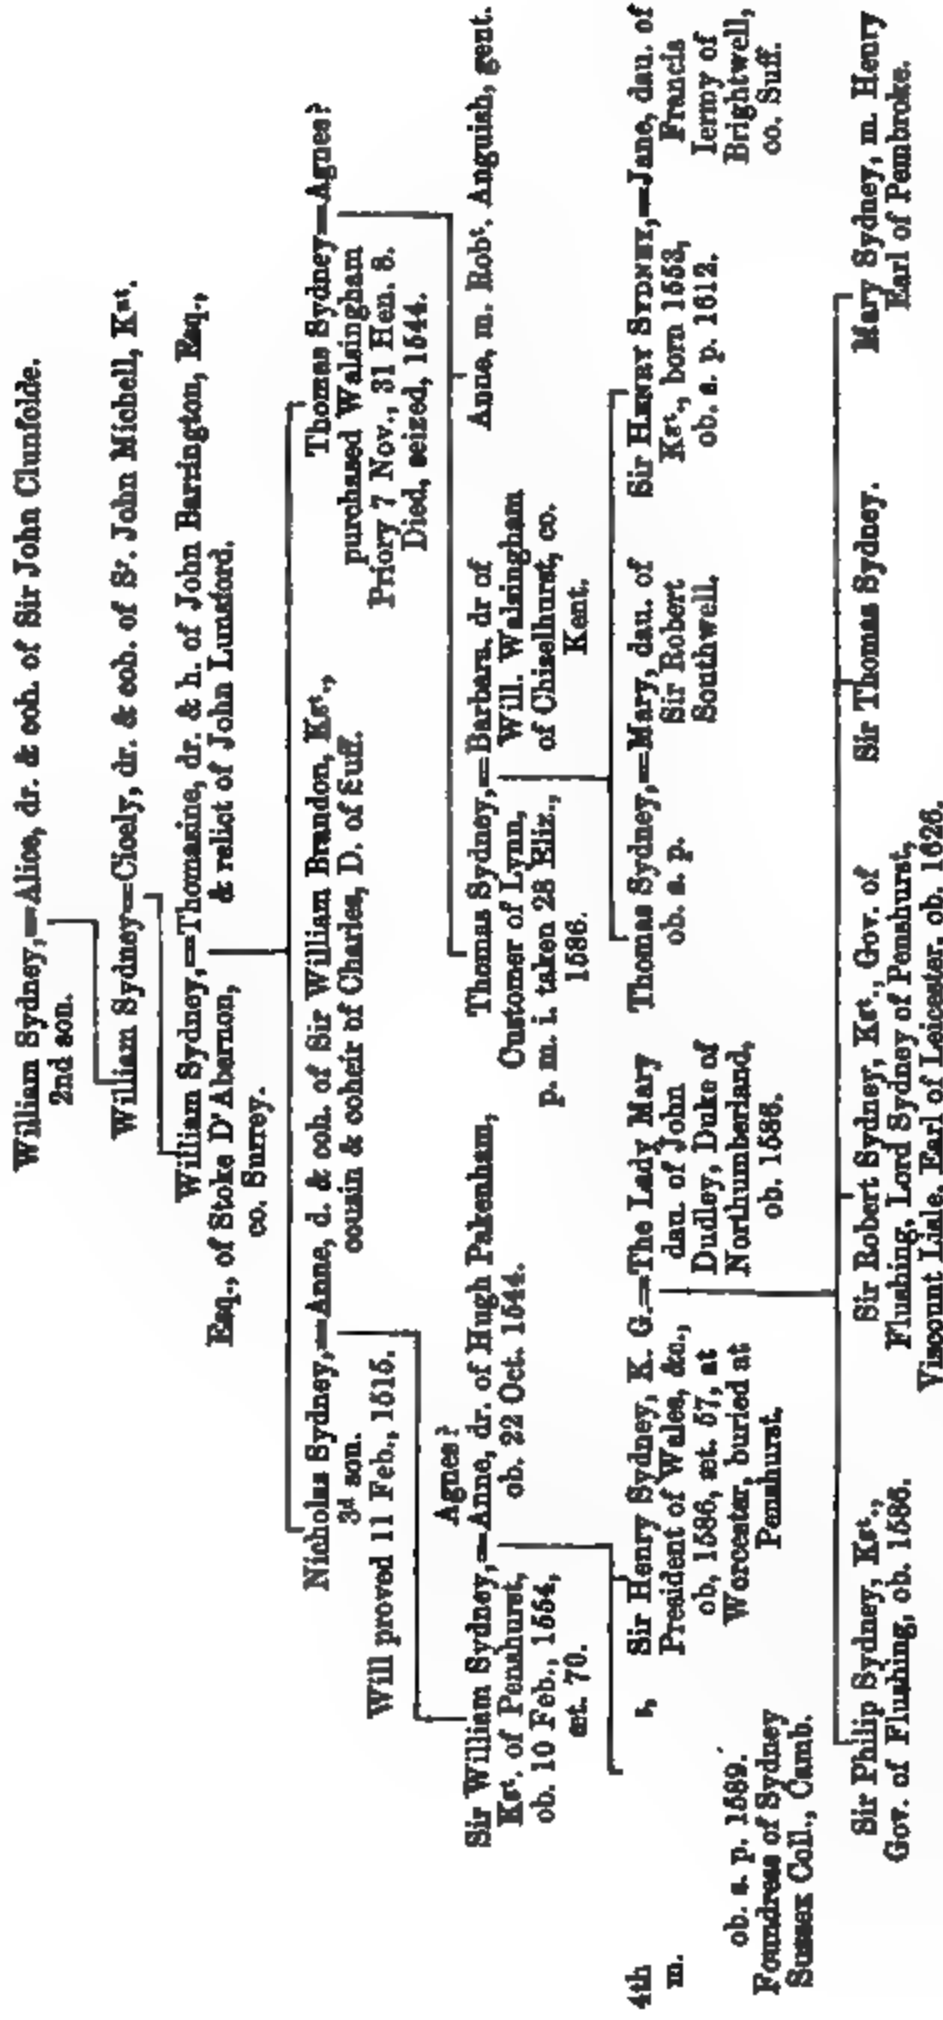 William Sydney,=Alice, dr. & coh. of Sir John Clunfolde.
2nd son.
William Sydney=Cicely, dr. & coh. of Sr. John Michell, Knt.
William Sydney,=Thomasine, dr. & h. of John Barrington, Esq.,
Esq., of Stoke D'Abernon,
& relict of John Lunsford.
co. Surrey.
Nicholas Sydney,=Anne, d. & coh. of Sir William Brandon, Kgt.,
3d son.
cousin & coheir of Charles, D. of Suff.
Will proved 11 Feb., 1515.
Thomas Sydney=Agnes?
purchased Walsingham
Priory 7 Nov., 31 Hen. 8.
Died, seized, 1544.
Agnes?
Sir William Sydney,=Anne, dr. of Hugh Pakenham,
Kgt. of Penshurst,
ob. 22 Oct. 1544.
ob. 10 Feb., 1554,
æt. 70.
Thomas Sydney,=Barbara, dr of
Customer of Lynn,
Will. Walsingham
p. m. i. taken 28 Eliz.,
of Chiselhurst, co.
1586.
Kent.
Anne, m. Robt. Anguish, gent.
4th
m.
ob. s. p. 1589.
Foundress of Sydney
Sussex Coll., Camb.
s,
Sir Henry Sydney, K. G.=The Lady Mary
President of Wales, &c.,
dau. of John
ob. 1586, æt. 57, at
Dudley, Duke of
Worcester, buried at
Northumberland,
Penshurst.
ob. 1586.
Thomas Sydney,=Mary, dau. of
ob. s. p.
Sir Robert
Southwell.
Sir Henry Sydney,=Jane, dau. of
Kgt., born 1553,
Francis
ob. s. p. 1612.
Iermy of
Brightwell,
co. Suff.
Sir Philip Sydney, Kgt.,
Gov. of Flushing, ob. 1586.
Sir Robert Sydney, Kgt., Gov. of
Flushing, Lord Sydney of Penshurst,
Viscount Lisle, Earl of Leicester, ob. 1626.
Sir Thomas Sydney.
Mary Sydney, m. Henry
Earl of Pembroke.